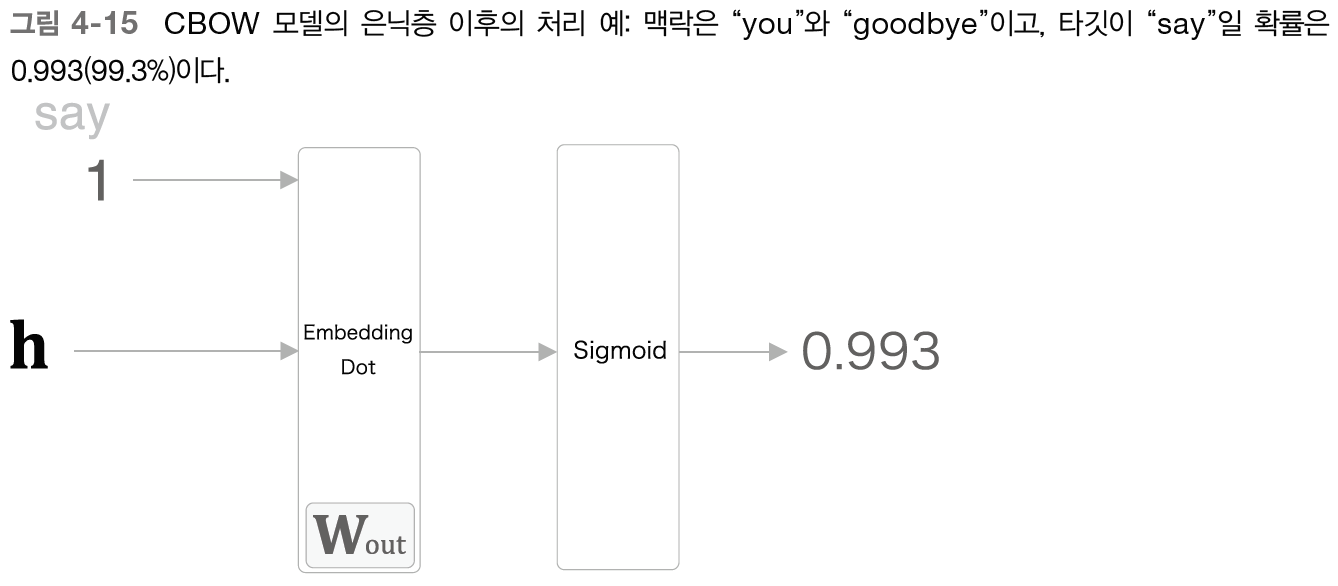 그림 4-15 CBOW 모델의 은닉층 이후의 처리 예: 맥락은 “you”와 “goodbye”이고, 타깃이 “say”일 확률은
0.993(99.3%)이다.
say
1
h
Embedding
Dot
Sigmoid
0.993
Wout